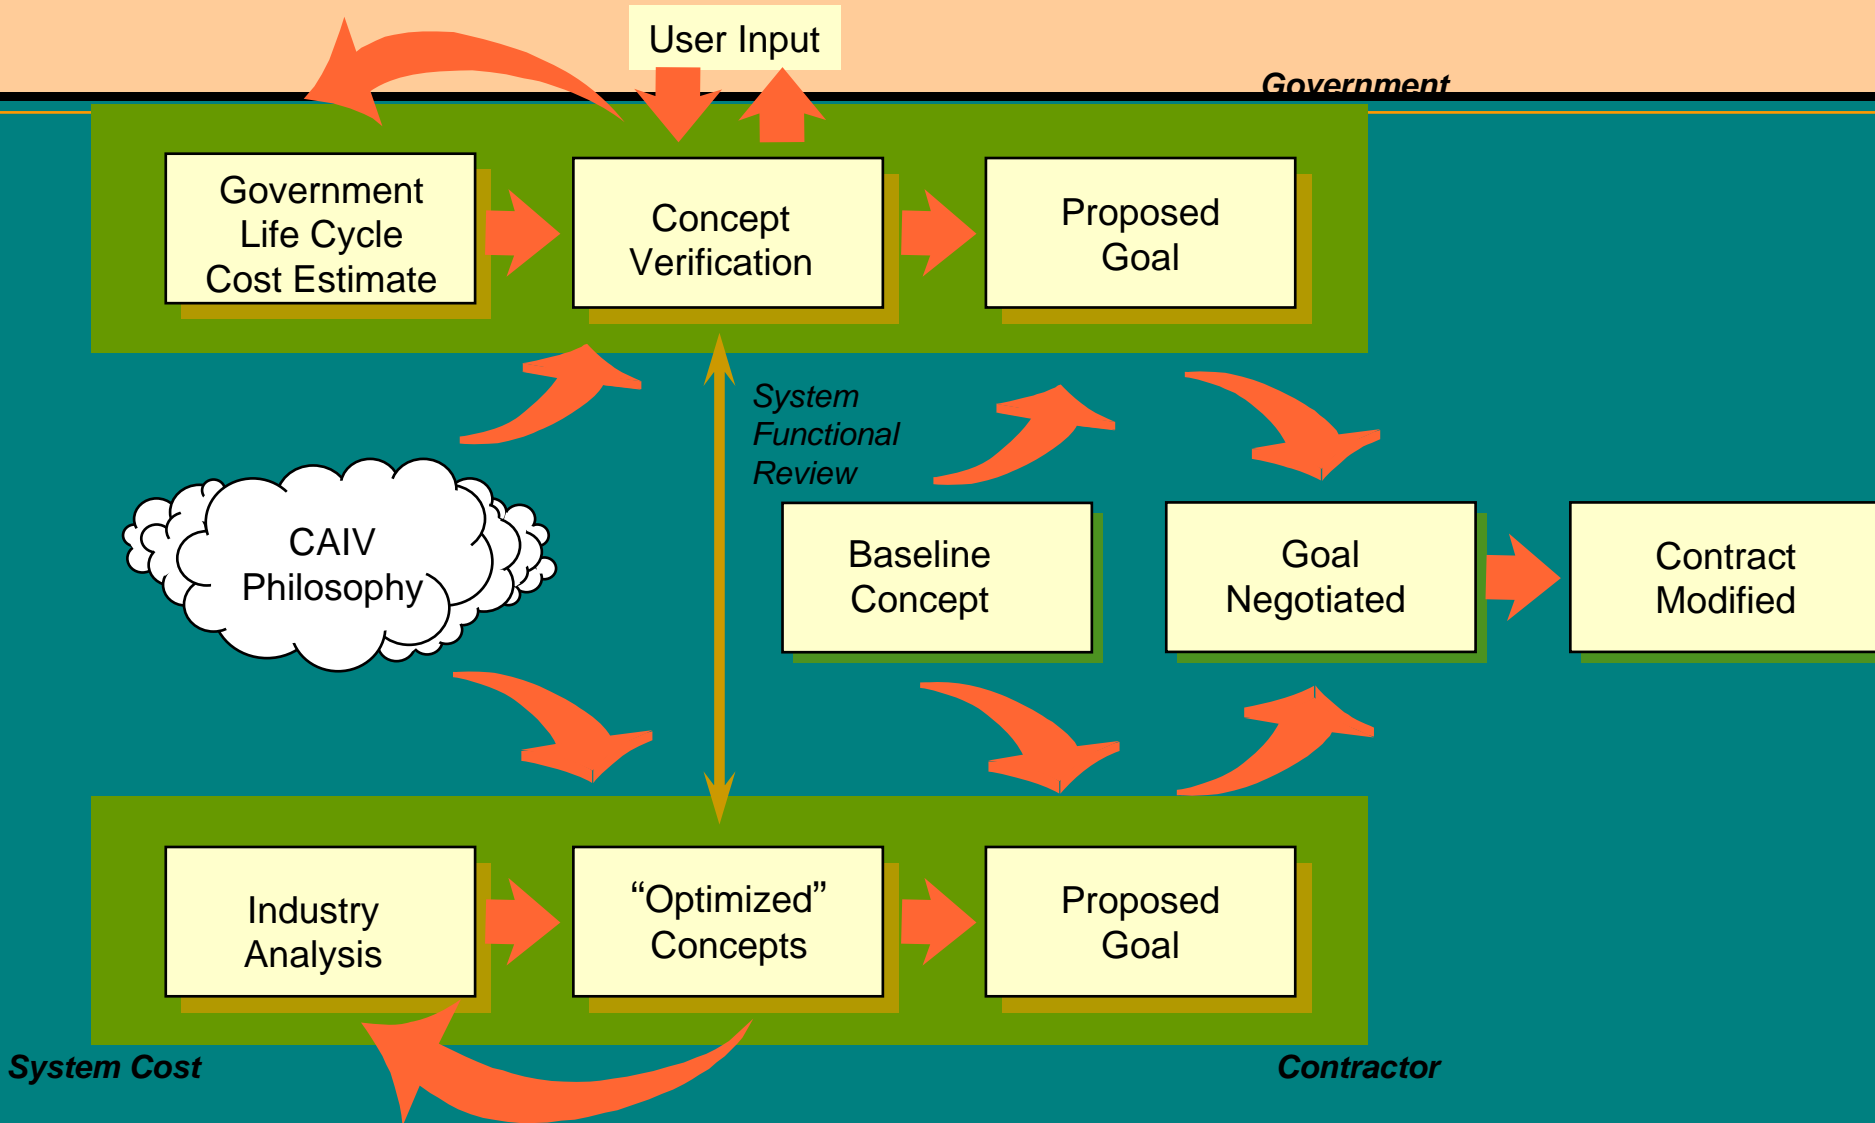 User Input
Government
Government
Life Cycle
Cost Estimate
Concept
Verification
Proposed
Goal
System
Functional
Review
CAIV
Philosophy
Baseline
Concept
Goal
Negotiated
Contract
Modified
Industry
Analysis
“Optimized”
Concepts
Proposed
Goal
System Cost
Contractor